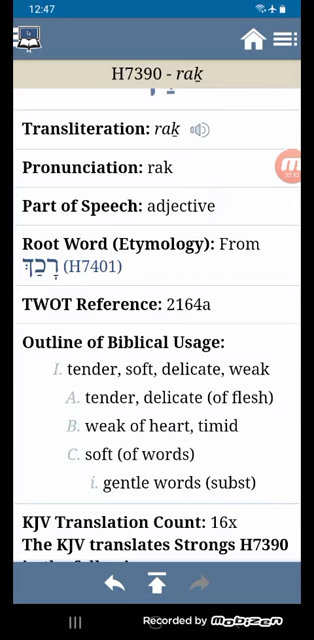 12:47
H7390 - raḵ
Transliteration: raḵ
Pronunciation: rak
Part of Speech: adjective
Root Word (Etymology): From
רָכַךְ (H7401)
TWOT Reference: 2164a
Outline of Biblical Usage:
I. tender, soft, delicate, weak
A. tender, delicate (of flesh)
B. weak of heart, timid
C. soft (of words)
i. gentle words (subst)
KJV Translation Count: 16x
The KJV translates Strongs H7390
Recorded by Mobizen